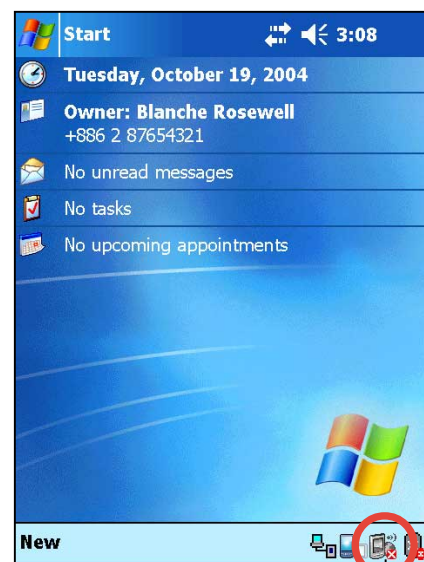 Start 3:08
Tuesday, October 19, 2004
Owner: Blanche Rosewell
+886 2 87654321
No unread messages
No tasks
No upcoming appointments
New